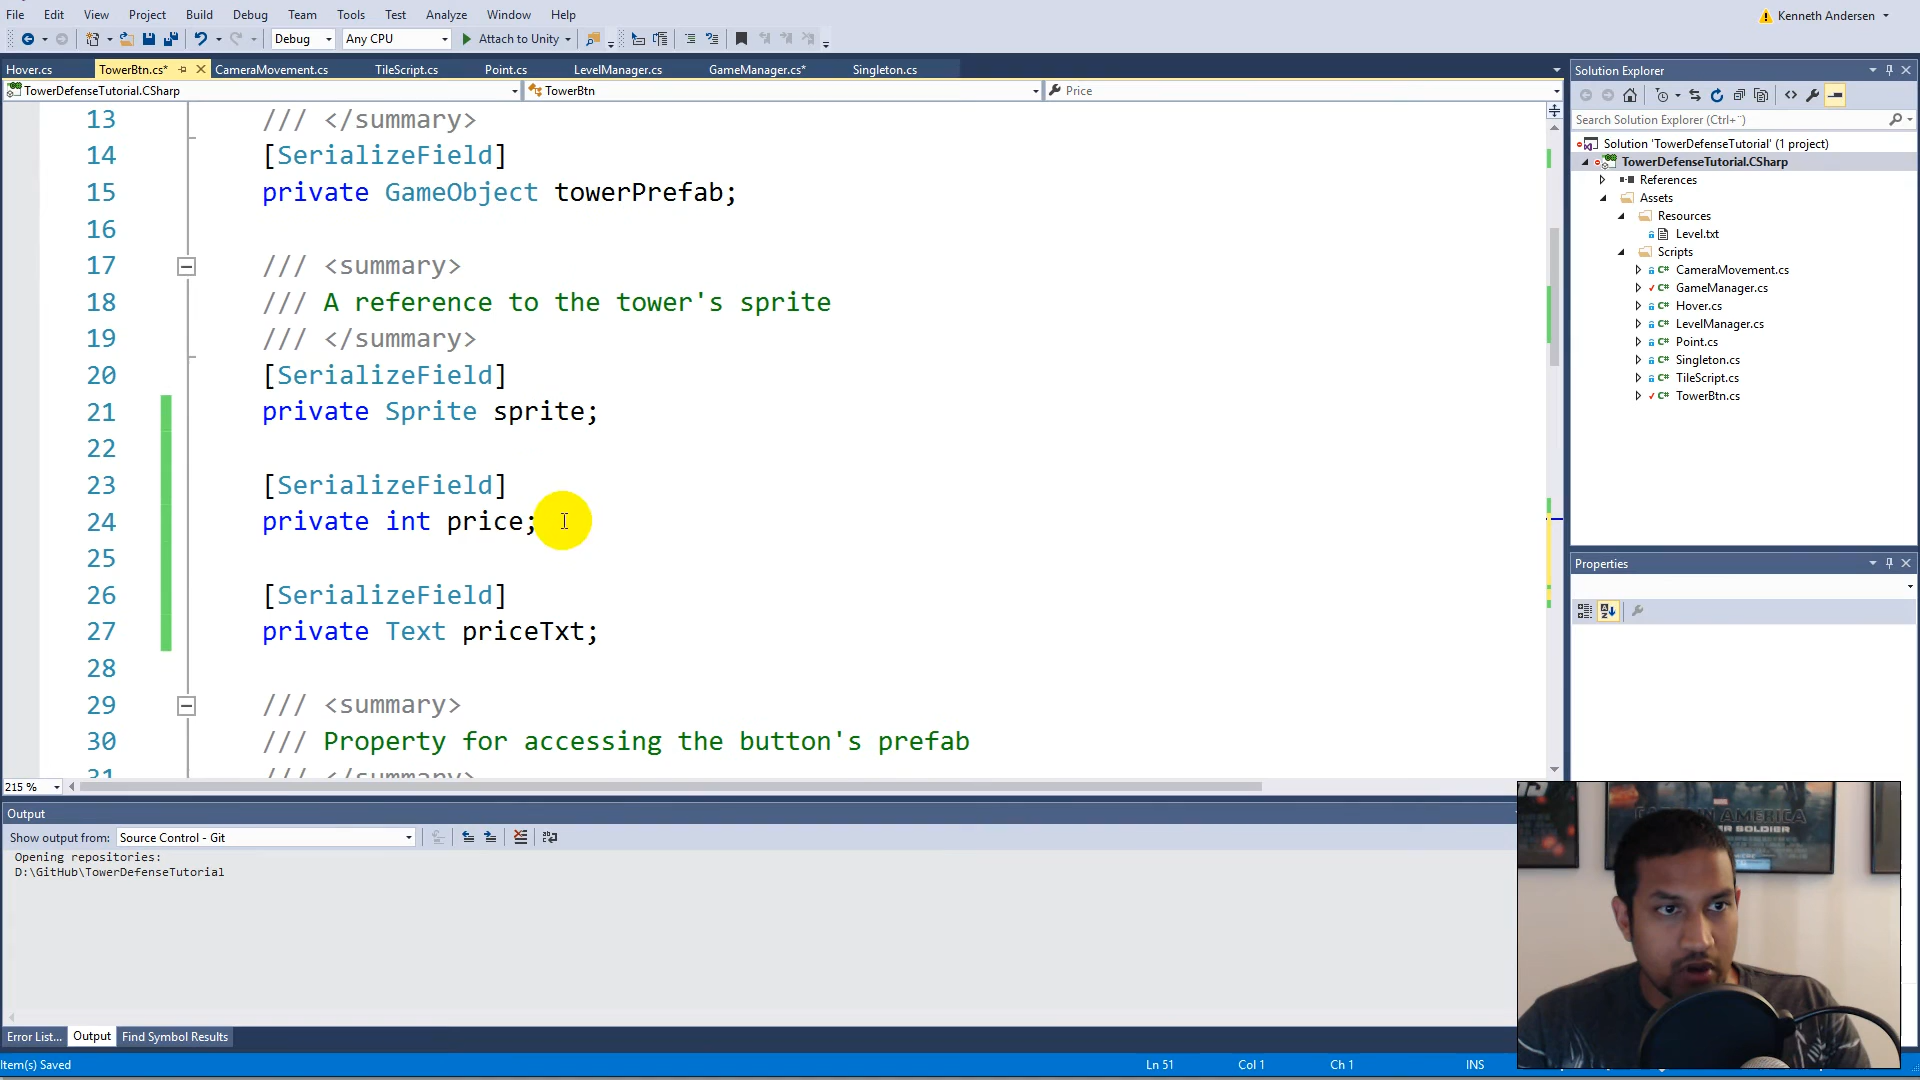 File Edit View Project Build Debug Team Tools Test Analyze Window Help
Kenneth Andersen
Debug Any CPU Attach to Unity
Hover.cs TowerBtn.cs* CameraMovement.cs TileScript.cs Point.cs LevelManager.cs GameManager.cs* Singleton.cs
TowerDefenseTutorial.CSharp TowerBtn Price
13 /// </summary>
14 [SerializeField]
15 private GameObject towerPrefab;
16
17 /// <summary>
18 /// A reference to the tower's sprite
19 /// </summary>
20 [SerializeField]
21 private Sprite sprite;
22
23 [SerializeField]
24 private int price;
25
26 [SerializeField]
27 private Text priceTxt;
28
29 /// <summary>
30 /// Property for accessing the button's prefab
31 /// </summary>
215 %
Solution Explorer
Search Solution Explorer (Ctrl+¨)
Solution 'TowerDefenseTutorial' (1 project)
TowerDefenseTutorial.CSharp
References
Assets
Resources
Level.txt
Scripts
CameraMovement.cs
GameManager.cs
Hover.cs
LevelManager.cs
Point.cs
Singleton.cs
TileScript.cs
TowerBtn.cs
Properties
Output
Show output from: Source Control - Git
Opening repositories:
D:\GitHub\TowerDefenseTutorial
Error List... Output Find Symbol Results
Item(s) Saved Ln 51 Col 1 Ch 1 INS
MARVEL